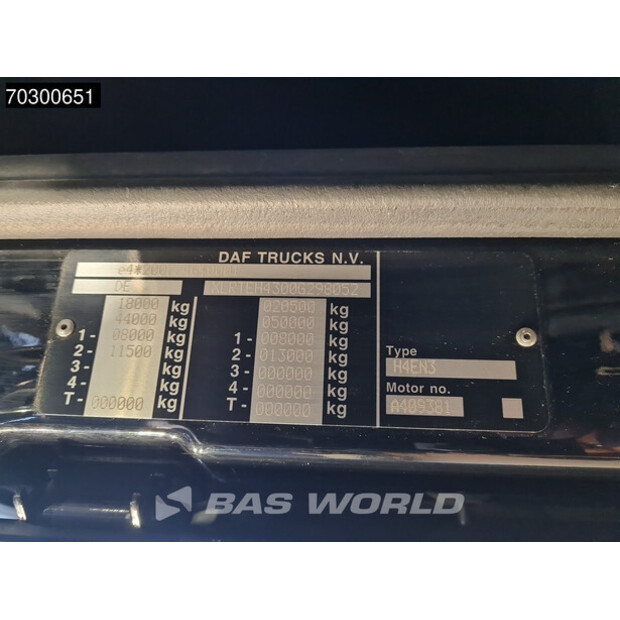 70300651
DAF TRUCKS N.V.
DE
18000 kg 020500 kg
44000 kg 050000 kg
1- 08000 kg 1- 008000 kg
2- 11500 kg 2- 013000 kg
3- kg 3- 000000 kg
4- kg 4- 000000 kg
T- 000000 kg T- 000000 kg
Type
H4EN3
Motor no.
A409381
BAS WORLD